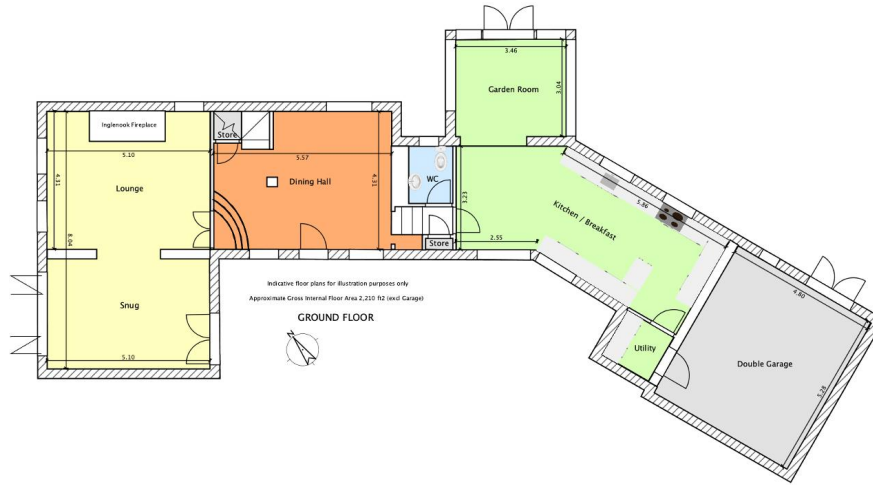 3.46
Garden Room
3.04
Inglenook Fireplace
Store
5.10
5.57
4.31
Lounge
8.04
Dining Hall
4.31
WC
3.23
Kitchen / Breakfast
5.86
Store
2.55
Snug
5.10
Indicative floor plans for illustration purposes only
Approximate Gross Internal Floor Area 2,210 ft2 (excl Garage)
GROUND FLOOR
N
4.80
Utility
Double Garage
5.28